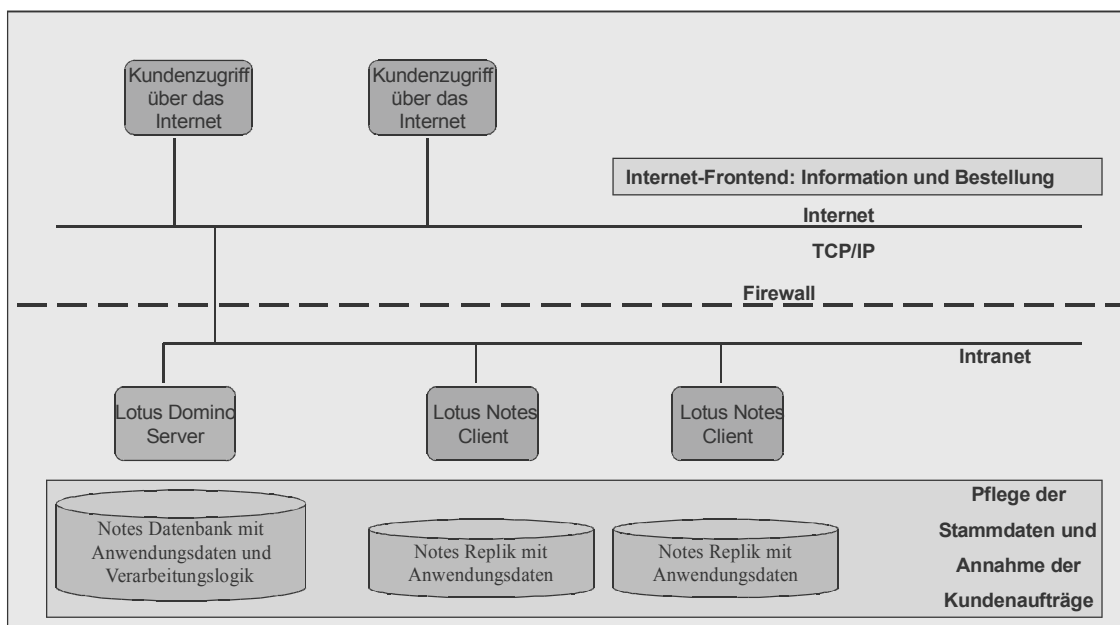 Kundenzugriff
über das
Internet
Kundenzugriff
über das
Internet
Internet-Frontend: Information und Bestellung
Internet
TCP/IP
Firewall
Intranet
Lotus Domino
Server
Lotus Notes
Client
Lotus Notes
Client
Notes Datenbank mit
Anwendungsdaten und
Verarbeitungslogik
Notes Replik mit
Anwendungsdaten
Notes Replik mit
Anwendungsdaten
Pflege der
Stammdaten und
Annahme der
Kundenaufträge